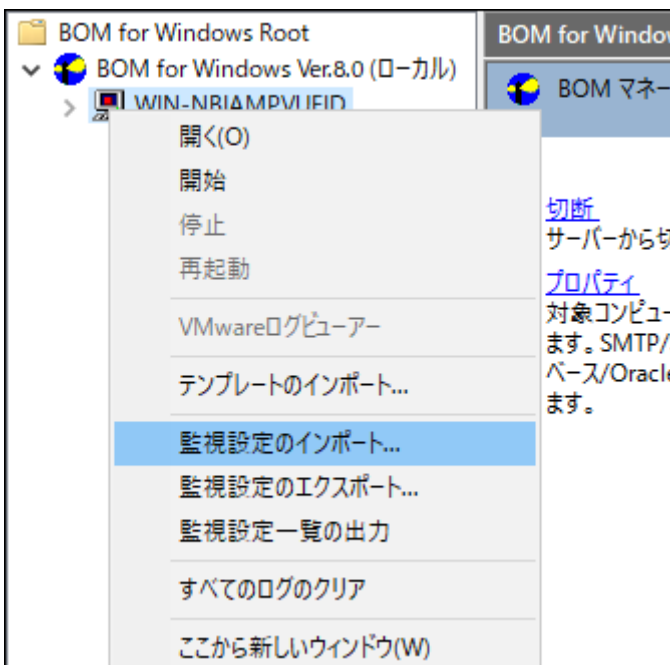 BOM for Windows Root
BOM for Windows Ver.8.0 (ローカル)
開く(O)
開始
停止
再起動
VMwareログビューアー
テンプレートのインポート...
監視設定のインポート...
監視設定のエクスポート...
監視設定一覧の出力
すべてのログのクリア
ここから新しいウィンドウ(W)
BOM for Window
BOM マネー
切断
サーバーから切
プロパティ
対象コンピュー
ます。SMTP/
ベース/Oracle
ます。